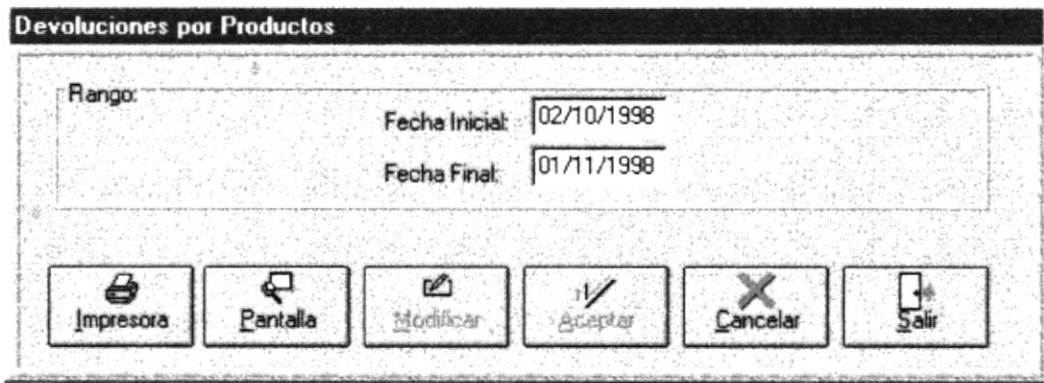 Devoluciones por Productos
Rango:
Fecha Inicial: 02/10/1998
Fecha Final: 01/11/1998
Impresora Pantalla Modificar Aceptar Cancelar Salir